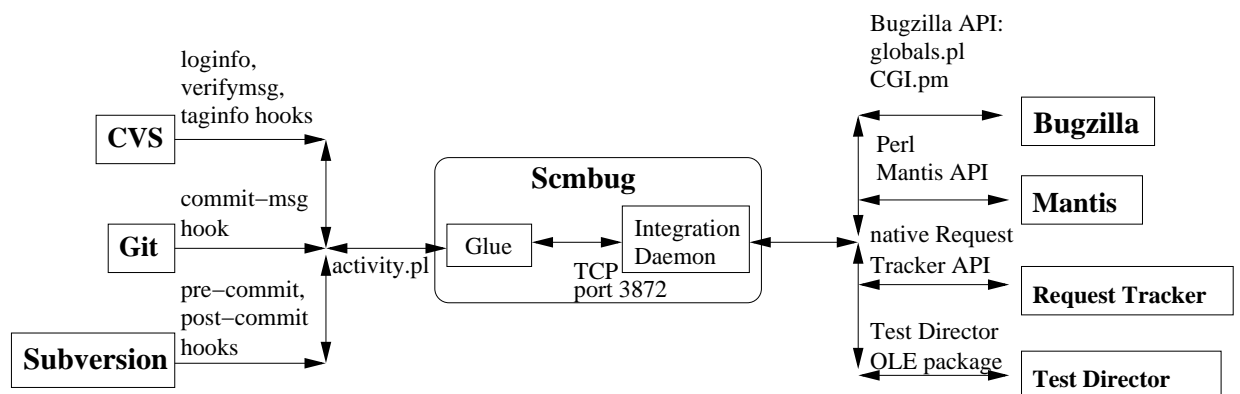 loginfo,
verifymsg,
taginfo hooks
CVS
commit−msg
hook
Git
pre−commit,
post−commit
hooks
Subversion
activity.pl
Scmbug
Glue
TCP
port 3872
Integration
Daemon
Bugzilla API:
globals.pl
CGI.pm
Bugzilla
Perl
Mantis API
Mantis
native Request
Tracker API
Request Tracker
Test Director
OLE package
Test Director